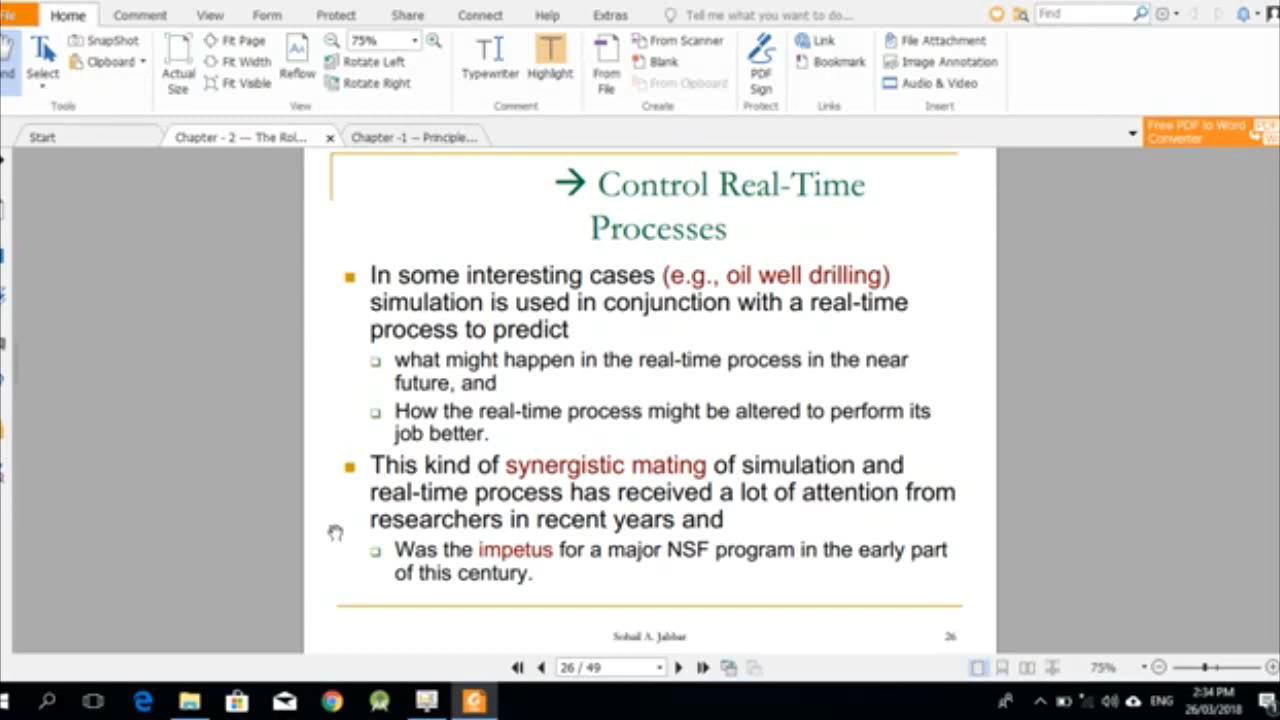 File Home Comment View Form Protect Share Connect Help Extras Tell me what you want to do... Find
SnapShot Fit Page 75% From Scanner Link File Attachment
Clipboard Fit Width Rotate Left Blank Bookmark Image Annotation
Fit Visible Rotate Right From Clipboard Audio & Video
Select Actual Size Reflow Typewriter Highlight From File PDF Sign
Tools View Comment Create Protect Links Insert
Start Chapter - 2 — The Rol... Chapter -1 -- Principle... Free PDF to Word
Converter
→ Control Real-Time
Processes
In some interesting cases (e.g., oil well drilling)
simulation is used in conjunction with a real-time
process to predict
what might happen in the real-time process in the near
future, and
How the real-time process might be altered to perform its
job better.
This kind of synergistic mating of simulation and
real-time process has received a lot of attention from
researchers in recent years and
Was the impetus for a major NSF program in the early part
of this century.
Sohail A. Jabbar 26
26 / 49 75%
ENG 2:34 PM
26/03/2018